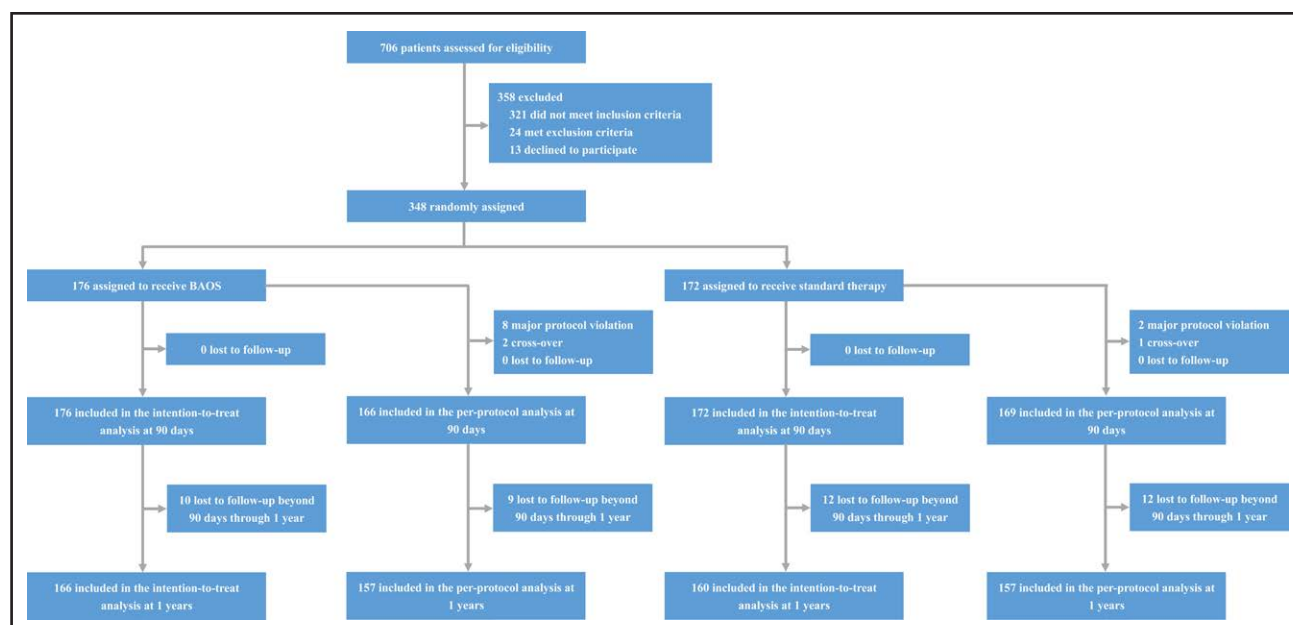 706 patients assessed for eligibility
358 excluded
321 did not meet inclusion criteria
24 met exclusion criteria
13 declined to participate
348 randomly assigned
176 assigned to receive BAOS
172 assigned to receive standard therapy
0 lost to follow-up
8 major protocol violation
2 cross-over
0 lost to follow-up
0 lost to follow-up
2 major protocol violation
1 cross-over
0 lost to follow-up
176 included in the intention-to-treat
analysis at 90 days
166 included in the per-protocol analysis at
90 days
172 included in the intention-to-treat
analysis at 90 days
169 included in the per-protocol analysis at
90 days
10 lost to follow-up beyond
90 days through 1 year
9 lost to follow-up beyond
90 days through 1 year
12 lost to follow-up beyond
90 days through 1 year
12 lost to follow-up beyond
90 days through 1 year
166 included in the intention-to-treat
analysis at 1 years
157 included in the per-protocol analysis at
1 years
160 included in the intention-to-treat
analysis at 1 years
157 included in the per-protocol analysis at
1 years